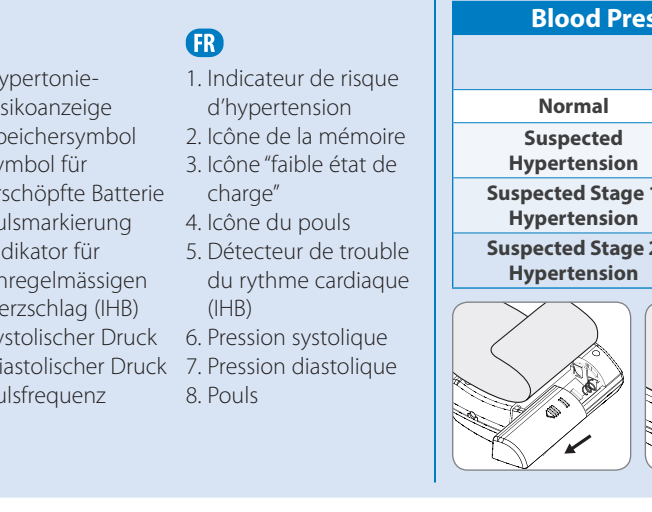 ypertonie-
sikoanzeige
peichersymbol
ymbol für
rschöpfte Batterie
ulsmarkierung
dikator für
nregelmässigen
erzschlag (IHB)
ystolischer Druck
iastolischer Druck
ulsfrequenz
FR
1. Indicateur de risque
d’hypertension
2. Icône de la mémoire
3. Icône “faible état de
charge”
4. Icône du pouls
5. Détecteur de trouble
du rythme cardiaque
(IHB)
6. Pression systolique
7. Pression diastolique
8. Pouls
Blood Pres
Normal
Suspected
Hypertension
Suspected Stage 1
Hypertension
Suspected Stage 2
Hypertension